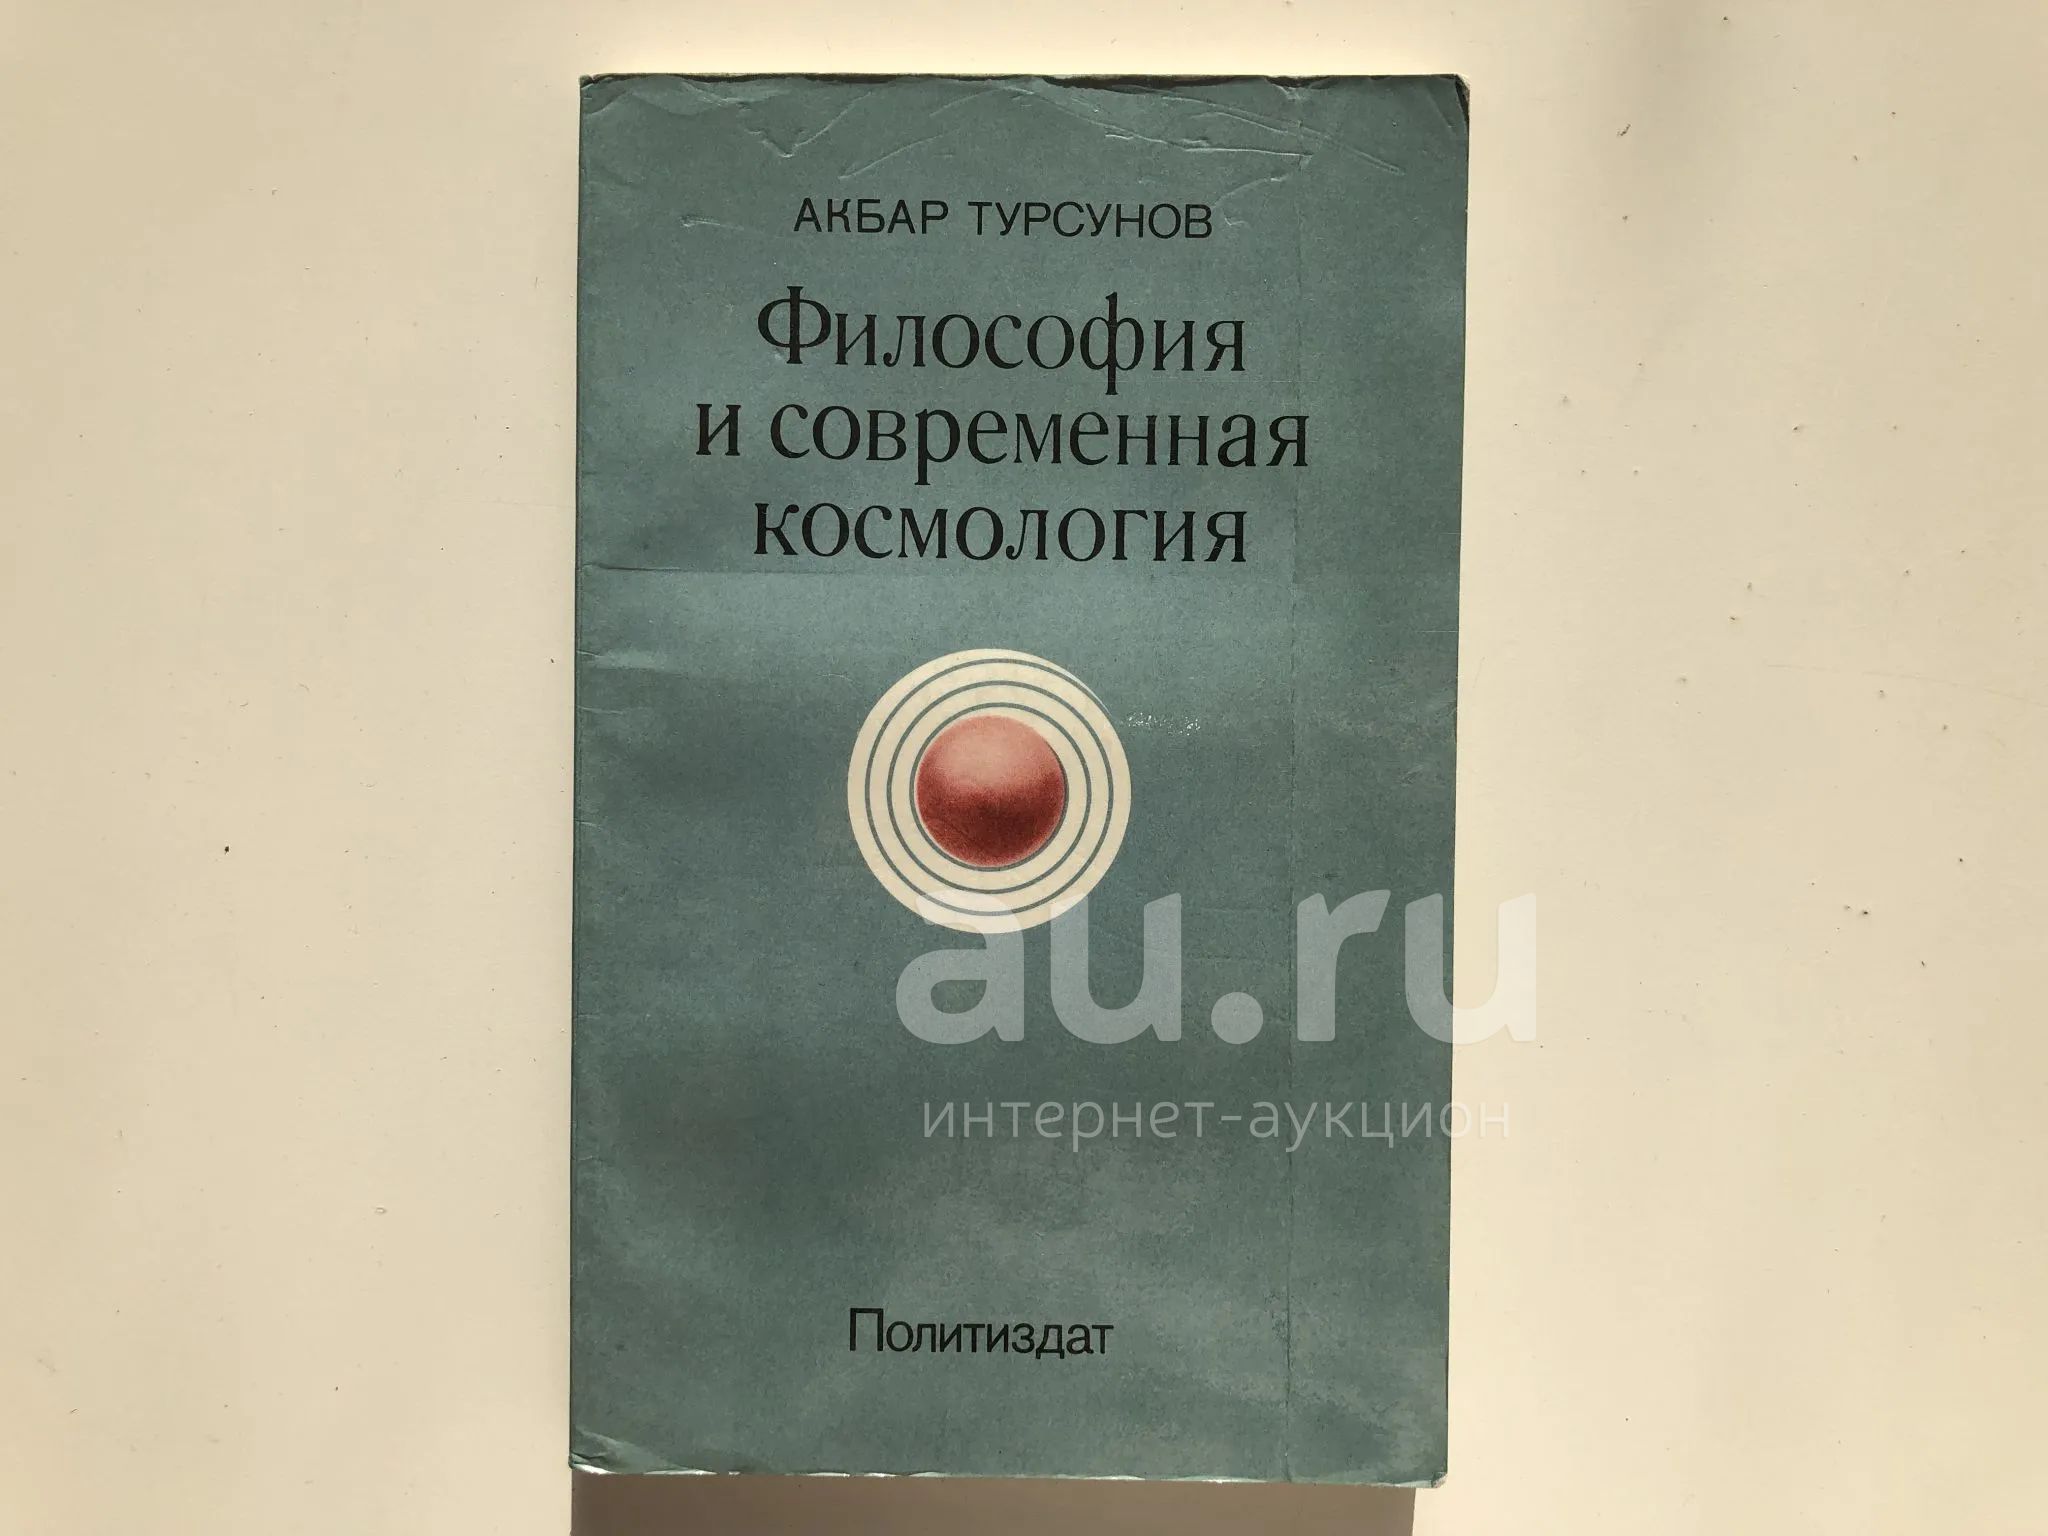 АКБАР ТУРСУНОВ
Философия
и современная
космология
au.ru
интернет-аукцион
Политиздат